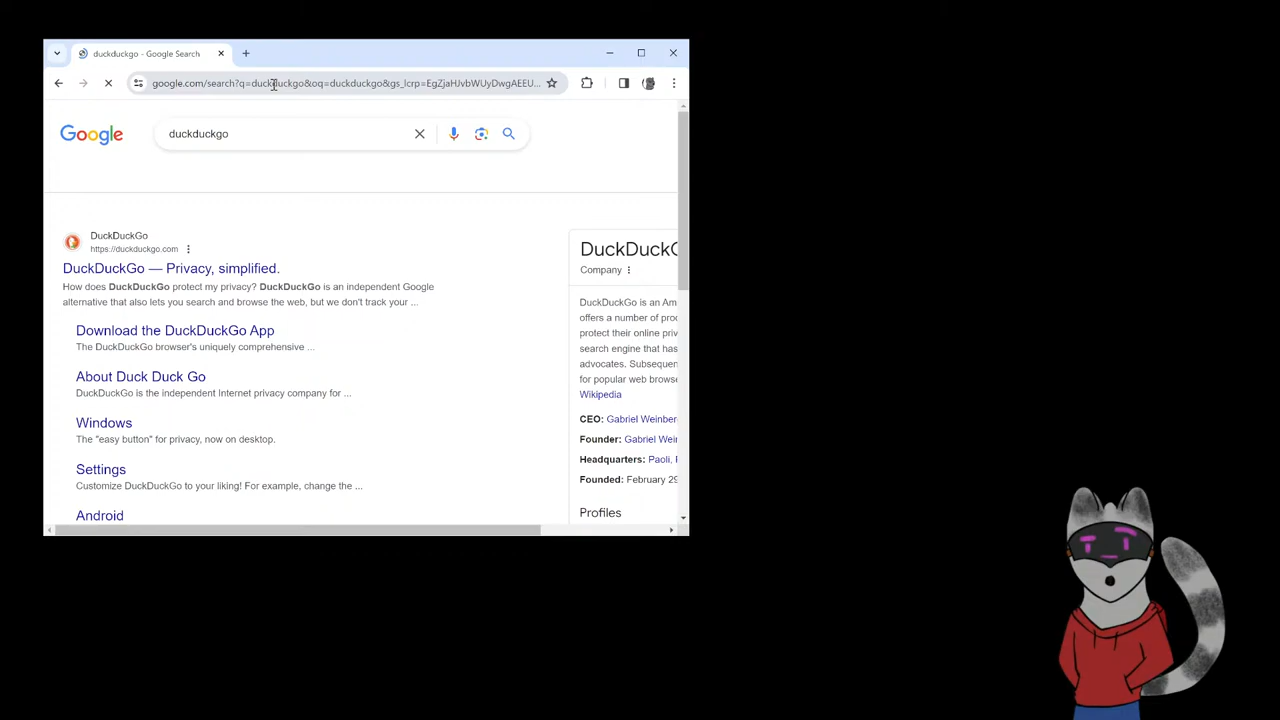 duckduckgo - Google Search
google.com/search?q=duckduckgo&oq=duckduckgo&gs_lcrp=EgZjaHJvbWUyDwgAEEU...
Google
duckduckgo
DuckDuckGo
https://duckduckgo.com
DuckDuckGo — Privacy, simplified.
How does DuckDuckGo protect my privacy? DuckDuckGo is an independent Google
alternative that also lets you search and browse the web, but we don't track your ...
Download the DuckDuckGo App
The DuckDuckGo browser's uniquely comprehensive ...
About Duck Duck Go
DuckDuckGo is the independent Internet privacy company for ...
Windows
The "easy button" for privacy, now on desktop.
Settings
Customize DuckDuckGo to your liking! For example, change the ...
Android
DuckDuckG
Company
DuckDuckGo is an Am
offers a number of prod
protect their online priv
search engine that has
advocates. Subsequen
for popular web browse
Wikipedia
CEO: Gabriel Weinber
Founder: Gabriel Wein
Headquarters: Paoli,
Founded: February 29
Profiles